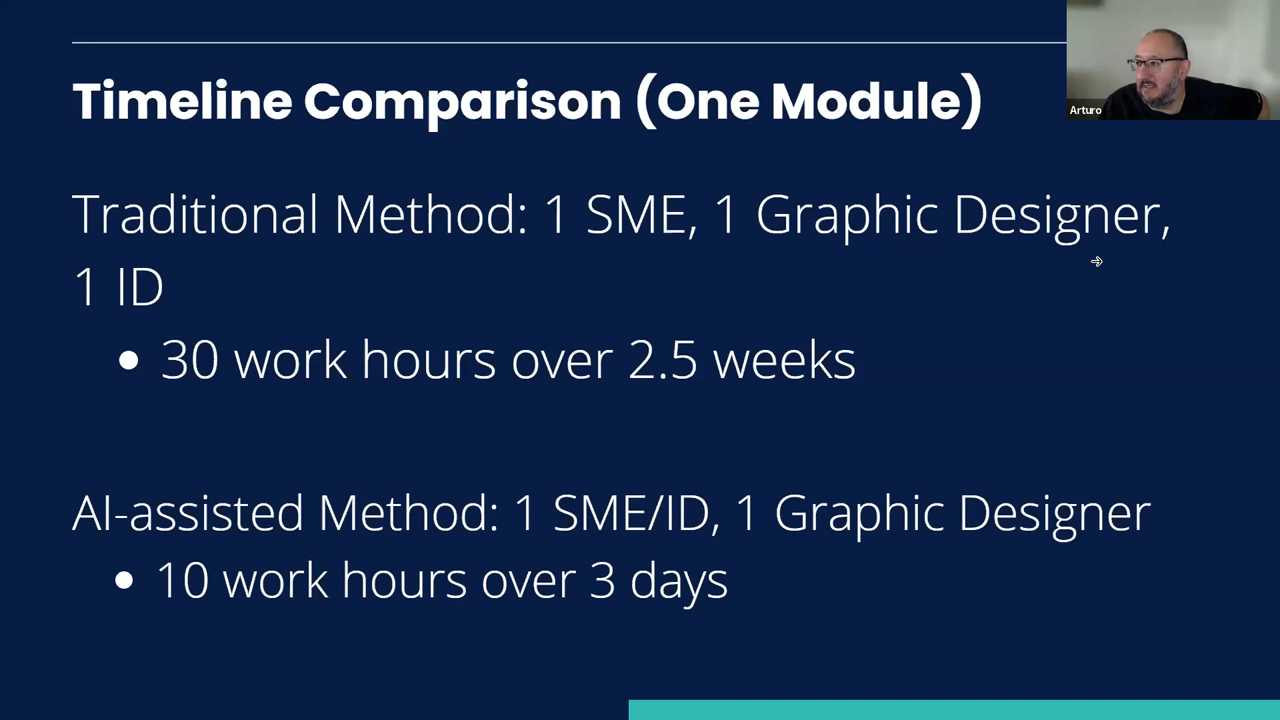 Timeline Comparison (One Module)
Arturo
Traditional Method: 1 SME, 1 Graphic Designer,
1 ID
• 30 work hours over 2.5 weeks
AI-assisted Method: 1 SME/ID, 1 Graphic Designer
• 10 work hours over 3 days